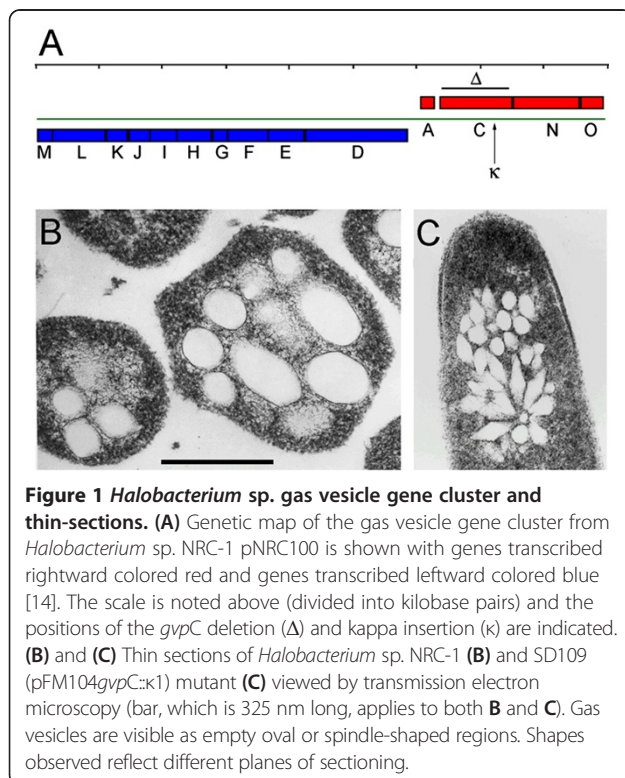 A
Δ
A C N O
M L K J I H G F E D
κ
B
C
Figure 1 Halobacterium sp. gas vesicle gene cluster and
thin-sections. (A) Genetic map of the gas vesicle gene cluster from
Halobacterium sp. NRC-1 pNRC100 is shown with genes transcribed
rightward colored red and genes transcribed leftward colored blue
[14]. The scale is noted above (divided into kilobase pairs) and the
positions of the gvpC deletion (Δ) and kappa insertion (κ) are indicated.
(B) and (C) Thin sections of Halobacterium sp. NRC-1 (B) and SD109
(pFM104gvpC::κ1) mutant (C) viewed by transmission electron
microscopy (bar, which is 325 nm long, applies to both B and C). Gas
vesicles are visible as empty oval or spindle-shaped regions. Shapes
observed reflect different planes of sectioning.